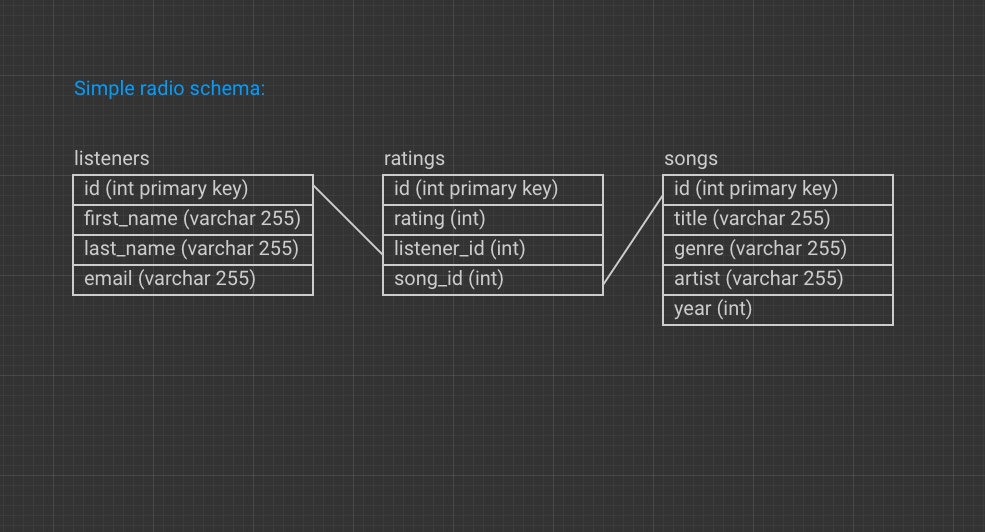 Simple radio schema:
listeners
id (int primary key)
first_name (varchar 255)
last_name (varchar 255)
email (varchar 255)
ratings
id (int primary key)
rating (int)
listener_id (int)
song_id (int)
songs
id (int primary key)
title (varchar 255)
genre (varchar 255)
artist (varchar 255)
year (int)